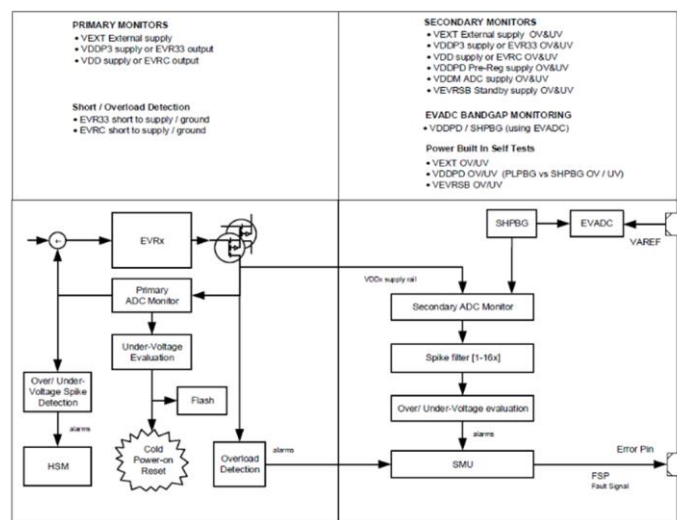 PRIMARY MONITORS
• VEXT External supply
• VDDP3 supply or EVR33 output
• VDD supply or EVRC output
Short / Overload Detection
• EVR33 short to supply / ground
• EVRC short to supply / ground
SECONDARY MONITORS
• VEXT External supply OV&UV
• VDDP3 supply or EVR33 OV&UV
• VDD supply or EVRC OV&UV
• VDDPD Pre-Reg supply OV&UV
• VDDM ADC supply OV&UV
• VEVRSB Standby supply OV&UV
EVADC BANDGAP MONITORING
• VDDPD / SHPBG (using EVADC)
Power Built In Self Tests
• VEXT OV/UV
• VDDPD OV/UV (PLPBG vs SHPBG OV / UV)
• VEVRSB OV/UV
EVRx
Primary
ADC Monitor
Under-Voltage
Evaluation
Flash
Over/ Under-
Voltage Spike
Detection
alarms
HSM
Cold
Power-on
Reset
Overload
Detection
alarms
SHPBG
EVADC
VAREF
VDDx supply rail
Secondary ADC Monitor
Spike filter [1-16x]
Over/ Under-Voltage evaluation
alarms
SMU
Error Pin
FSP
Fault Signal